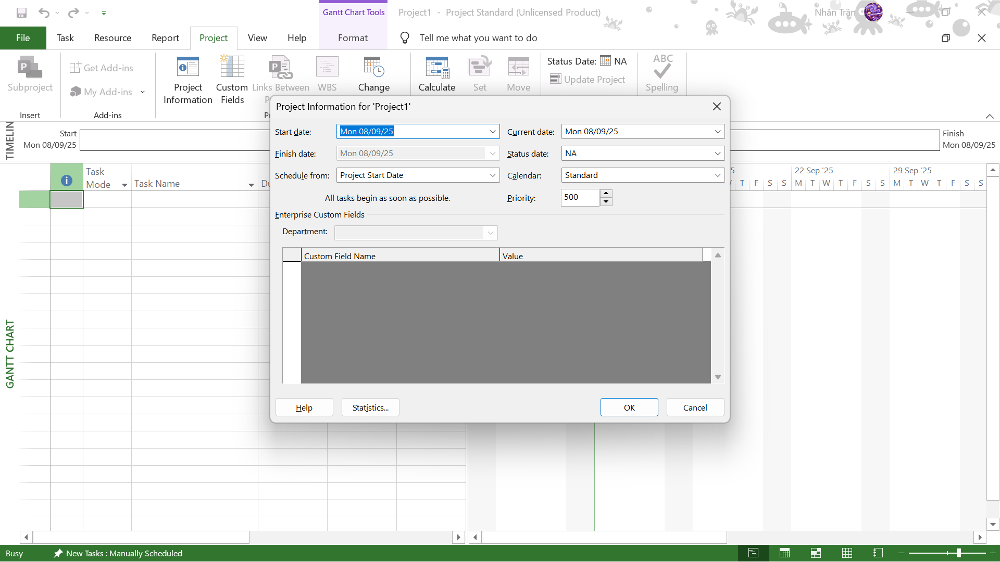 Gantt Chart Tools
Project1 - Project Standard (Unlicensed Product)
Nhân Trần
File
Task
Resource
Report
Project
View
Help
Format
Tell me what you want to do
Subproject
Get Add-ins
My Add-ins
Project
Information
Custom
Fields
Links Between
WBS
Change
Calculate
Set
Move
Status Date:
NA
Update Project
ABC
Spelling
Insert
Add-ins
Project Information for 'Project1'
Start date:
Mon 08/09/25
Current date:
Mon 08/09/25
Finish date:
Mon 08/09/25
Status date:
NA
Schedule from:
Project Start Date
Calendar:
Standard
All tasks begin as soon as possible.
Priority:
500
Enterprise Custom Fields
Department:
Custom Field Name
Value
Help
Statistics...
OK
Cancel
Start
Mon 08/09/25
Finish
Mon 08/09/25
Task
Mode
Task Name
22 Sep '25
29 Sep '25
T F S S M T W T F S S M T W T F S S
GANTT CHART
Busy
New Tasks : Manually Scheduled